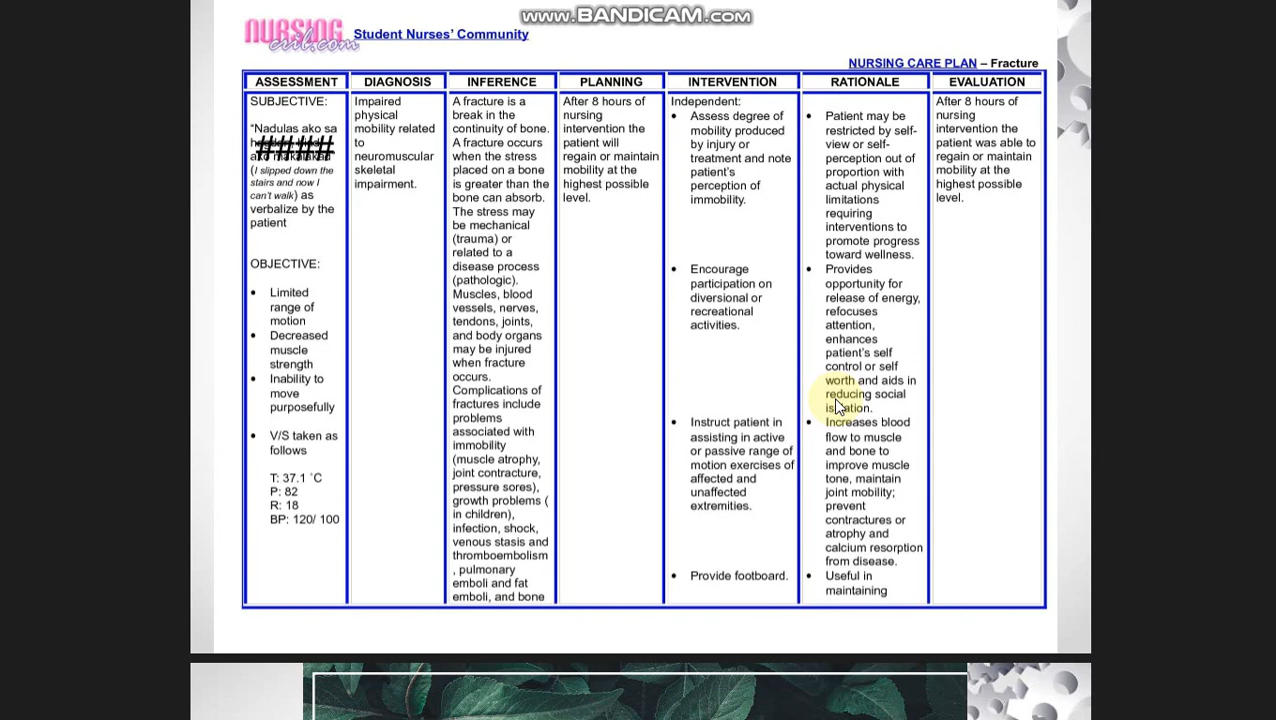 www.BANDICAM.com
NURSING
crib.com
Student Nurses’ Community
NURSING CARE PLAN – Fracture
ASSESSMENT
DIAGNOSIS
INFERENCE
PLANNING
INTERVENTION
RATIONALE
EVALUATION
SUBJECTIVE:
“Nadulas ako sa
####
ako makalakad”
(I slipped down the
stairs and now I
can’t walk) as
verbalize by the
patient
OBJECTIVE:
• Limited
range of
motion
• Decreased
muscle
strength
• Inability to
move
purposefully
• V/S taken as
follows
T: 37.1 ˚C
P: 82
R: 18
BP: 120/ 100
Impaired
physical
mobility related
to
neuromuscular
skeletal
impairment.
A fracture is a
break in the
continuity of bone.
A fracture occurs
when the stress
placed on a bone
is greater than the
bone can absorb.
The stress may
be mechanical
(trauma) or
related to a
disease process
(pathologic).
Muscles, blood
vessels, nerves,
tendons, joints,
and body organs
may be injured
when fracture
occurs.
Complications of
fractures include
problems
associated with
immobility
(muscle atrophy,
joint contracture,
pressure sores),
growth problems (
in children),
infection, shock,
venous stasis and
thromboembolism
, pulmonary
emboli and fat
emboli, and bone
After 8 hours of
nursing
intervention the
patient will
regain or maintain
mobility at the
highest possible
level.
Independent:
• Assess degree of
mobility produced
by injury or
treatment and note
patient’s
perception of
immobility.
• Encourage
participation on
diversional or
recreational
activities.
• Instruct patient in
assisting in active
or passive range of
motion exercises of
affected and
unaffected
extremities.
• Provide footboard.
• Patient may be
restricted by self-
view or self-
perception out of
proportion with
actual physical
limitations
requiring
interventions to
promote progress
toward wellness.
• Provides
opportunity for
release of energy,
refocuses
attention,
enhances
patient’s self
control or self
worth and aids in
reducing social
isolation.
• Increases blood
flow to muscle
and bone to
improve muscle
tone, maintain
joint mobility;
prevent
contractures or
atrophy and
calcium resorption
from disease.
• Useful in
maintaining
After 8 hours of
nursing
intervention the
patient was able to
regain or maintain
mobility at the
highest possible
level.